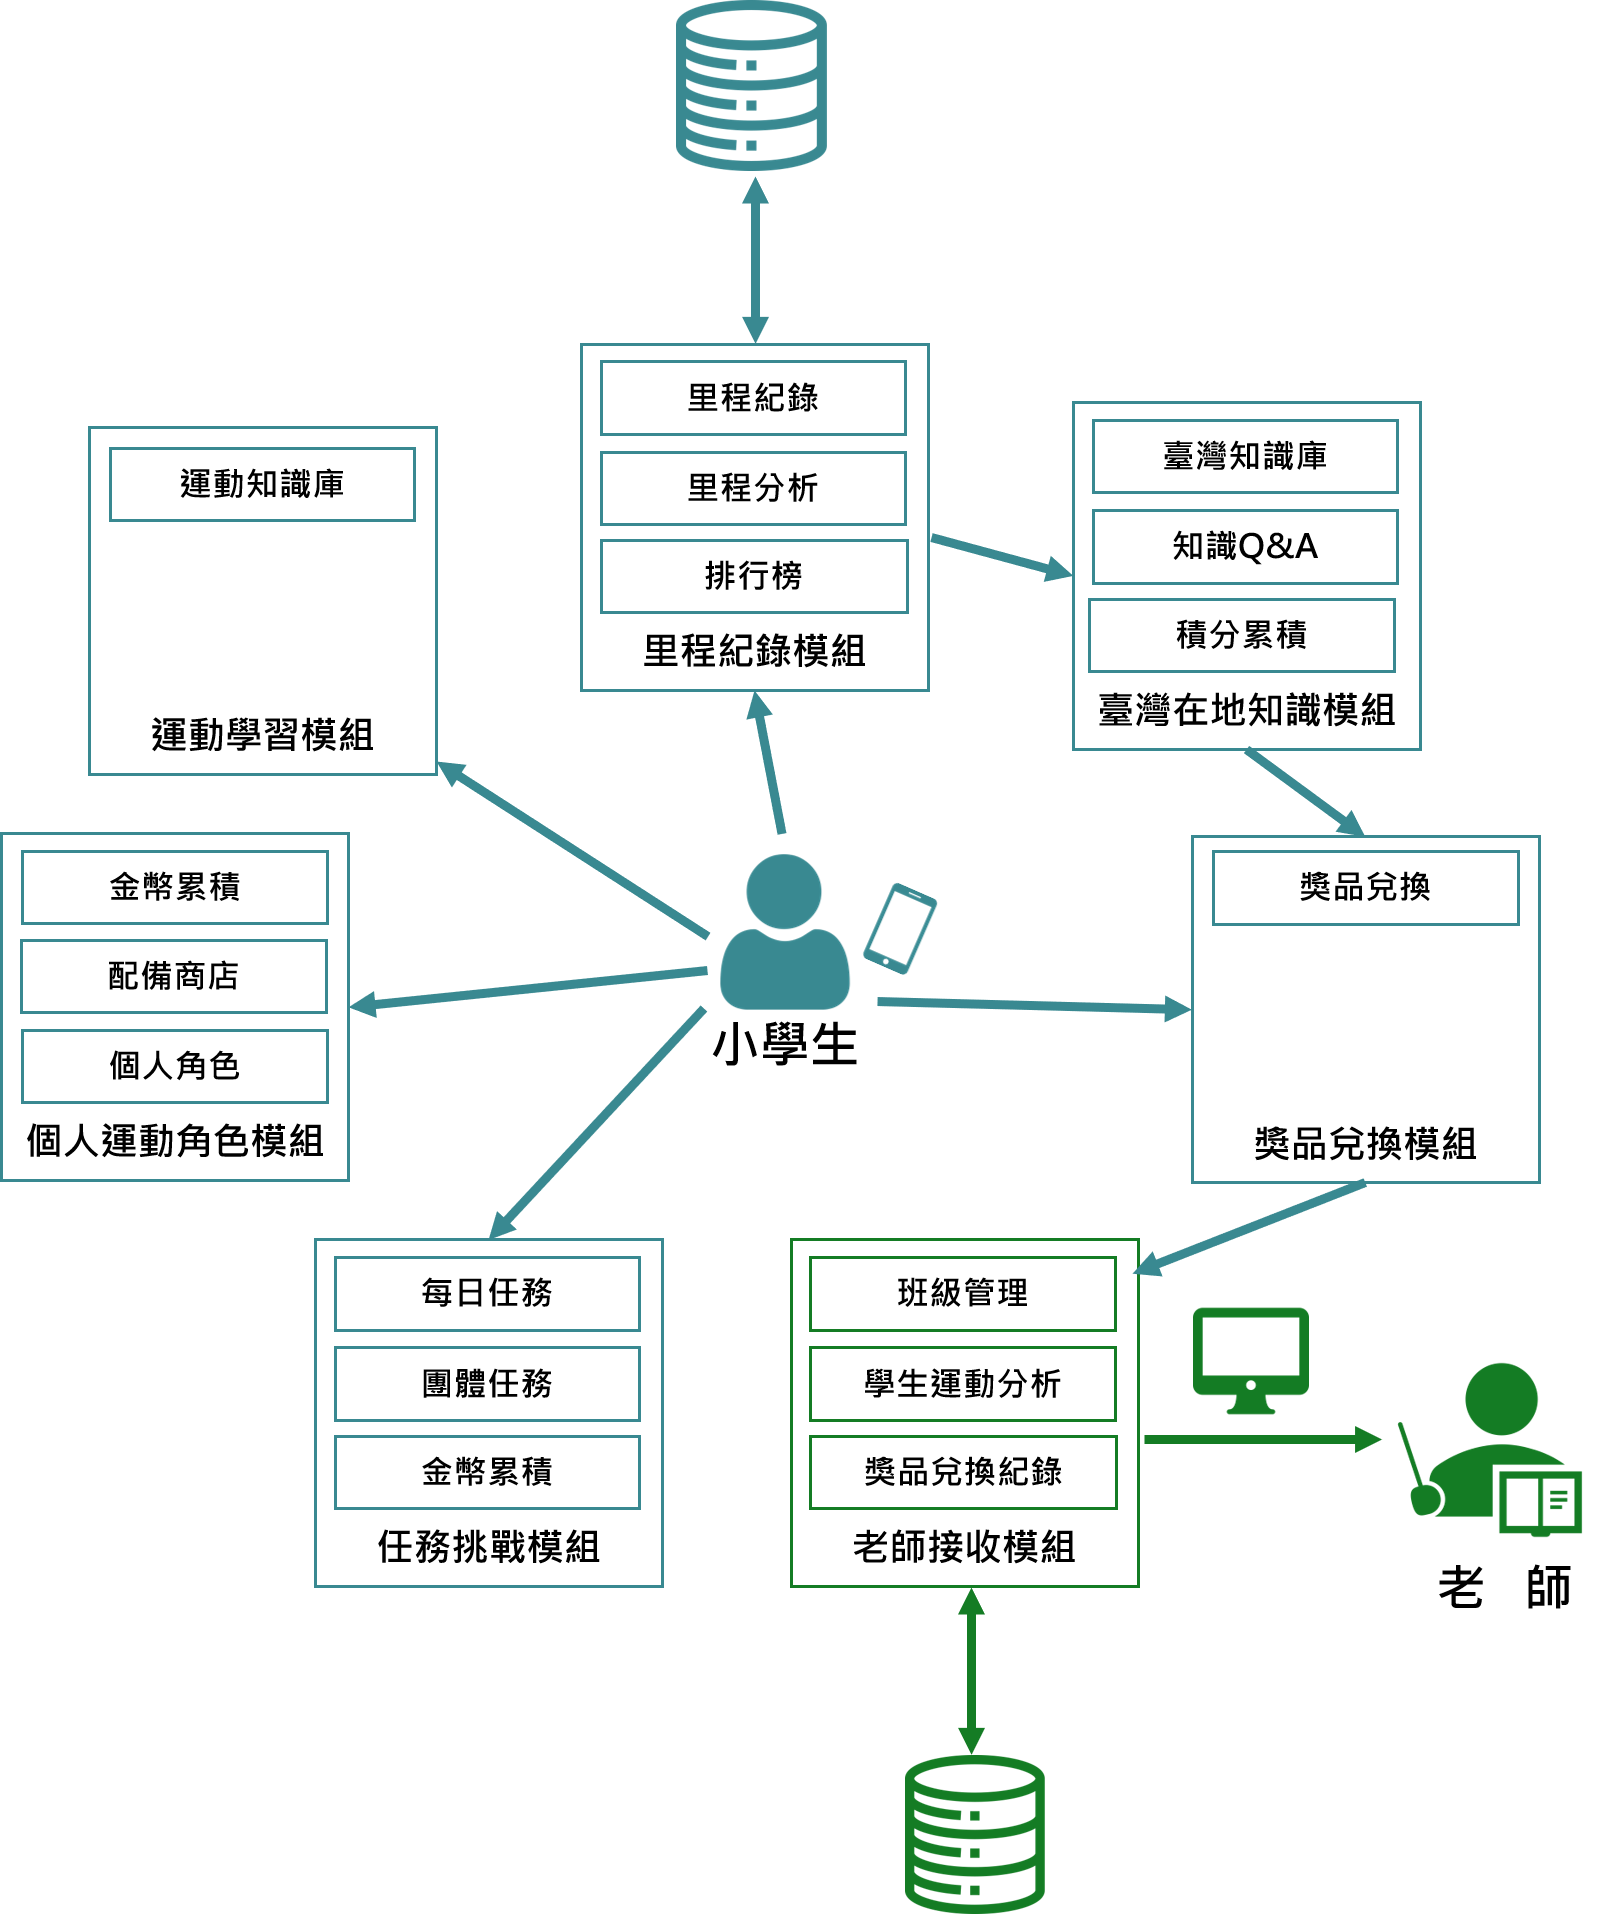 里程紀錄
里程分析
排行榜
里程紀錄模組
臺灣知識庫
知識Q&A
積分累積
臺灣在地知識模組
運動知識庫
運動學習模組
金幣累積
配備商店
個人角色
個人運動角色模組
小學生
獎品兌換
獎品兌換模組
每日任務
團體任務
金幣累積
任務挑戰模組
班級管理
學生運動分析
獎品兌換紀錄
老師接收模組
老 師